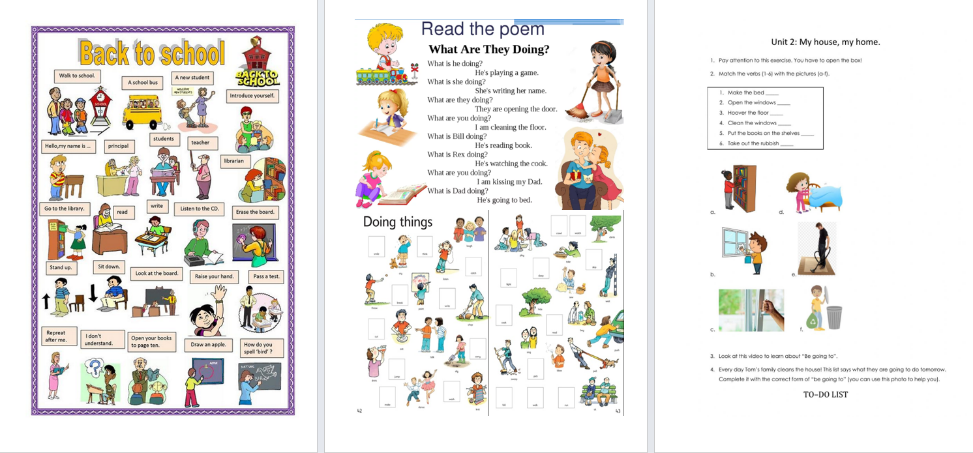 Back to school
BACK TO SCHOOL
Walk to school.
A school bus
A new student
Introduce yourself.
Hello,my name is ...
principal
students
teacher
librarian
Go to the library.
read
write
Listen to the CD.
Erase the board.
Stand up.
Sit down.
Look at the board.
Raise your hand.
Pass a test.
Repeat after me.
I don't understand.
Open your books to page ten.
Draw an apple.
How do you spell 'bird' ?
Read the poem
What Are They Doing?
What is he doing?
He's playing a game.
What is she doing?
She's writing her name.
What are they doing?
They are opening the door.
What are you doing?
I am cleaning the floor.
What is Bill doing?
He's reading book.
What is Rex doing?
He's watching the cook.
What are you doing?
I am kissing my Dad.
What is Dad doing?
He's going to bed.
Doing things
42
43
Unit 2: My house, my home.
1. Pay attention to this exercise. You have to open the box!
2. Match the verbs (1-6) with the pictures (a-f).
1. Make the bed ____
2. Open the windows ____
3. Hoover the floor ____
4. Clean the windows ____
5. Put the books on the shelves ____
6. Take out the rubbish ____
a.
d.
b.
e.
c.
f.
3. Look at this video to learn about "Be going to".
4. Every day Tom's family cleans the house! This list says what they are going to do tomorrow.
Complete it with the correct form of "be going to" (you can use this photo to help you).
TO-DO LIST